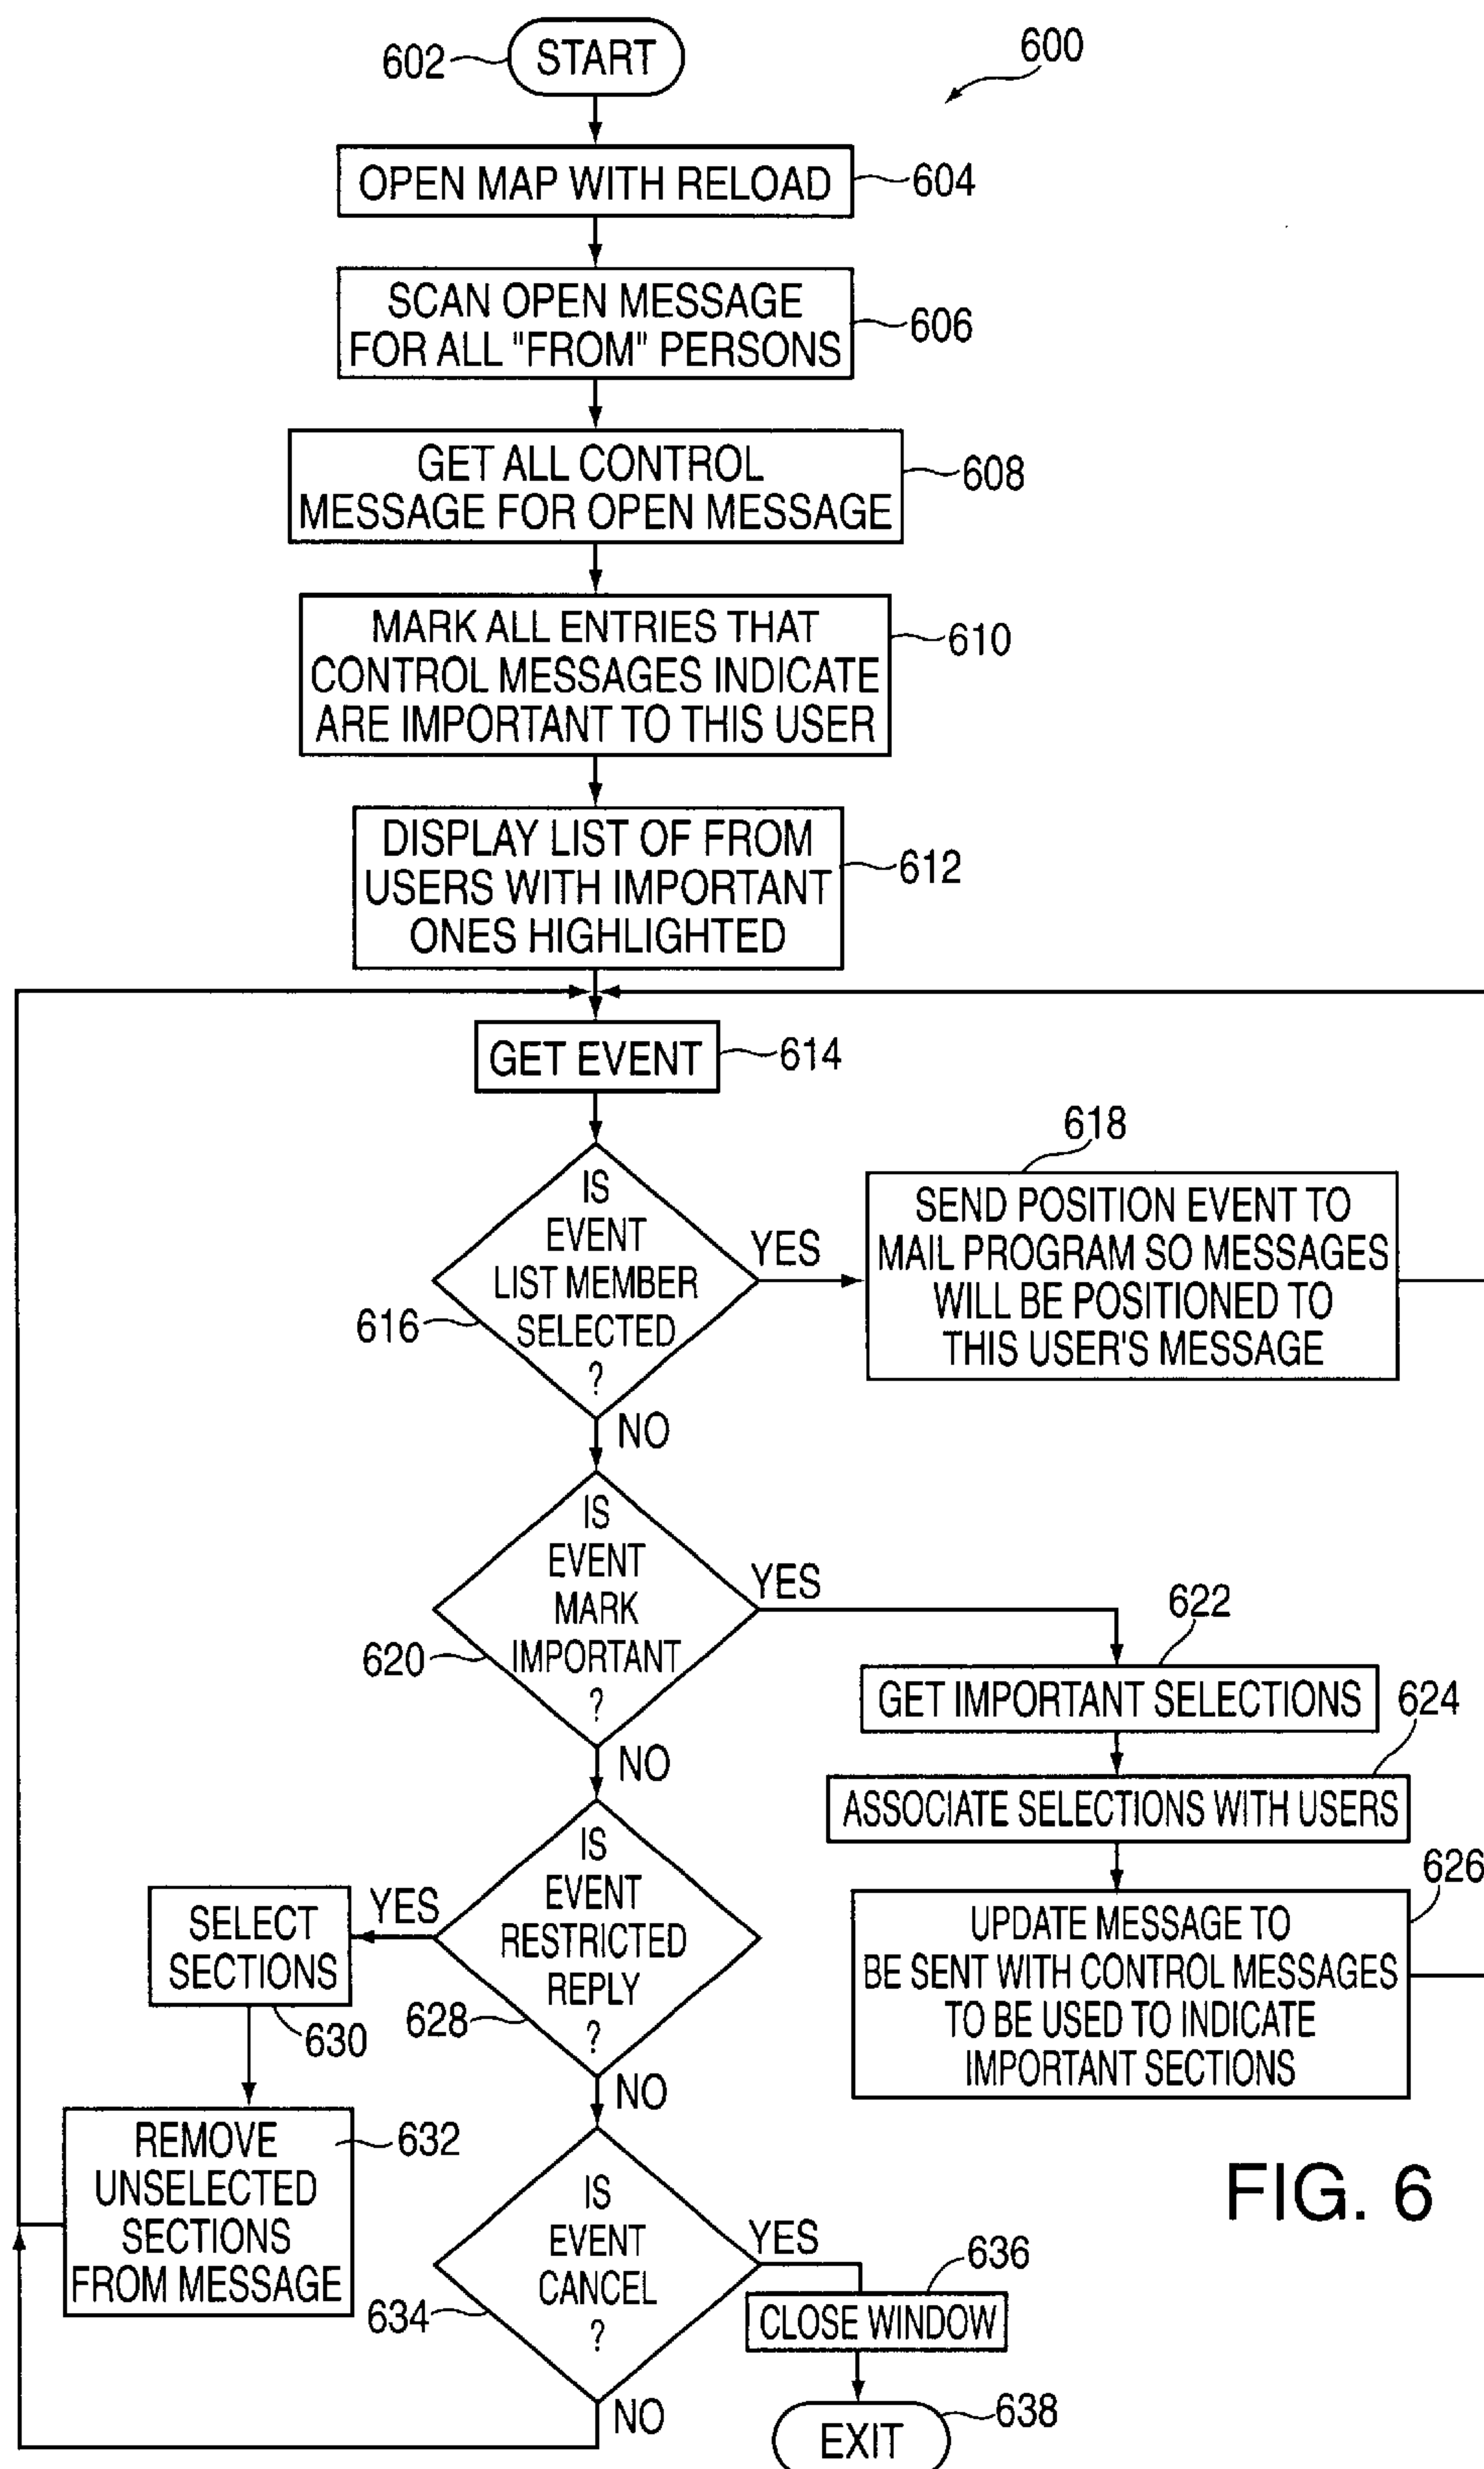 602
START
600
OPEN MAP WITH RELOAD
604
SCAN OPEN MESSAGE
FOR ALL "FROM" PERSONS
606
GET ALL CONTROL
MESSAGE FOR OPEN MESSAGE
608
MARK ALL ENTRIES THAT
CONTROL MESSAGES INDICATE
ARE IMPORTANT TO THIS USER
610
DISPLAY LIST OF FROM
USERS WITH IMPORTANT
ONES HIGHLIGHTED
612
GET EVENT
614
IS
EVENT
LIST MEMBER
SELECTED
?
616
YES
NO
618
SEND POSITION EVENT TO
MAIL PROGRAM SO MESSAGES
WILL BE POSITIONED TO
THIS USER'S MESSAGE
IS
EVENT
MARK
IMPORTANT
?
620
YES
NO
622
GET IMPORTANT SELECTIONS
624
ASSOCIATE SELECTIONS WITH USERS
626
UPDATE MESSAGE TO
BE SENT WITH CONTROL MESSAGES
TO BE USED TO INDICATE
IMPORTANT SECTIONS
IS
EVENT
RESTRICTED
REPLY
?
628
YES
NO
SELECT
SECTIONS
630
REMOVE
UNSELECTED
SECTIONS
FROM MESSAGE
632
IS
EVENT
CANCEL
?
634
YES
NO
636
CLOSE WINDOW
EXIT
638
FIG. 6